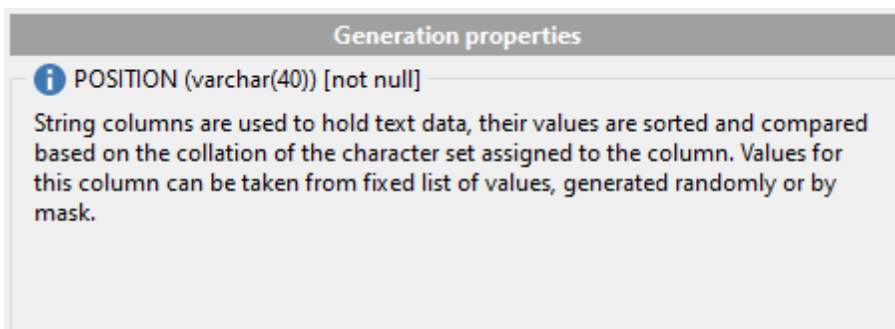 Generation properties
POSITION (varchar(40)) [not null]
String columns are used to hold text data, their values are sorted and compared
based on the collation of the character set assigned to the column. Values for
this column can be taken from fixed list of values, generated randomly or by
mask.